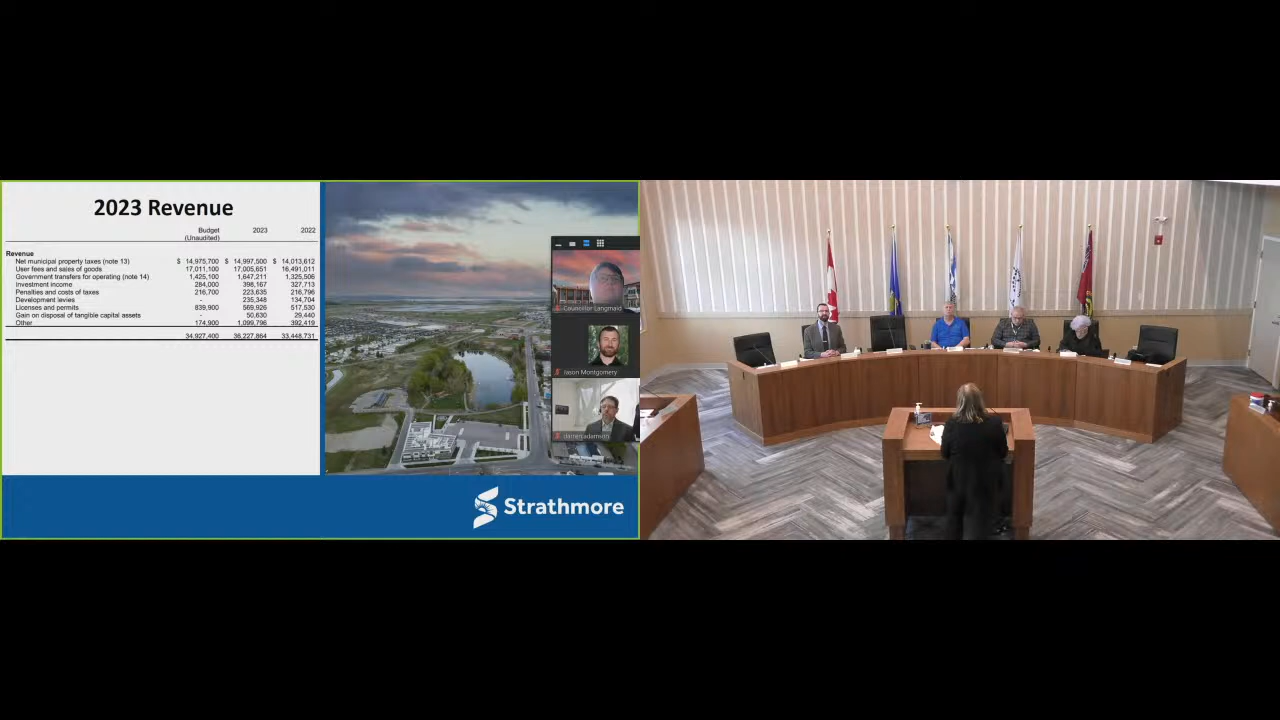 2023 Revenue
Budget 2023 2022
(Unaudited)
Revenue
Net municipal property taxes (note 13) $ 14,975,700 $ 14,997,500 $ 14,013,612
User fees and sales of goods 17,011,100 17,005,651 16,491,011
Government transfers for operating (note 14) 1,425,100 1,647,211 1,325,506
Investment income 284,000 398,167 327,713
Penalties and costs of taxes 216,700 223,635 216,796
Development levies - 235,348 134,704
Licenses and permits 839,900 569,926 517,530
Gain on disposal of tangible capital assets - 50,630 29,440
Other 174,900 1,099,796 392,419
34,927,400 36,227,864 33,448,731
Councillor Langmaid
Jason Montgomery
darren adamson
Strathmore